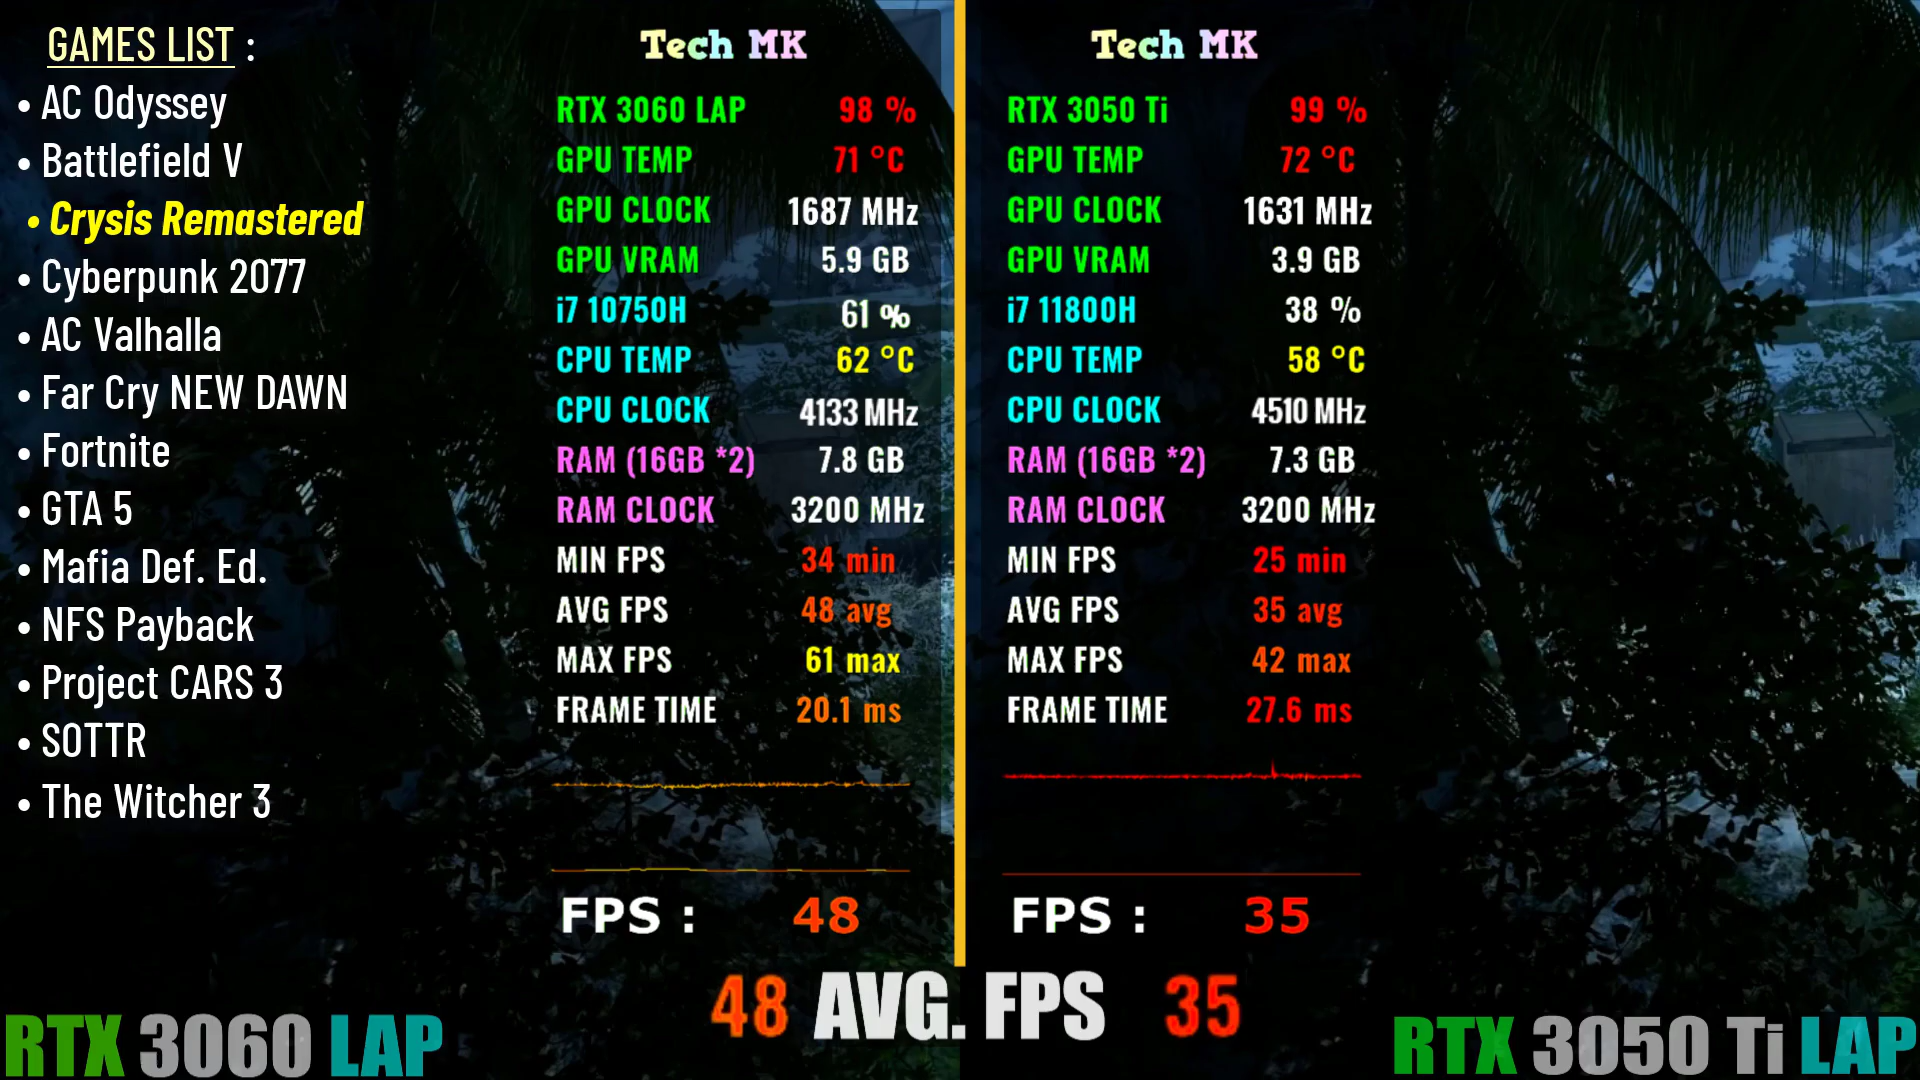 GAMES LIST :
• AC Odyssey
• Battlefield V
• Crysis Remastered
• Cyberpunk 2077
• AC Valhalla
• Far Cry NEW DAWN
• Fortnite
• GTA 5
• Mafia Def. Ed.
• NFS Payback
• Project CARS 3
• SOTTR
• The Witcher 3
Tech MK
RTX 3060 LAP 98 %
GPU TEMP 71 °C
GPU CLOCK 1687 MHz
GPU VRAM 5.9 GB
i7 10750H 61 %
CPU TEMP 62 °C
CPU CLOCK 4133 MHz
RAM (16GB *2) 7.8 GB
RAM CLOCK 3200 MHz
MIN FPS 34 min
AVG FPS 48 avg
MAX FPS 61 max
FRAME TIME 20.1 ms
FPS : 48
Tech MK
RTX 3050 Ti 99 %
GPU TEMP 72 °C
GPU CLOCK 1631 MHz
GPU VRAM 3.9 GB
i7 11800H 38 %
CPU TEMP 58 °C
CPU CLOCK 4510 MHz
RAM (16GB *2) 7.3 GB
RAM CLOCK 3200 MHz
MIN FPS 25 min
AVG FPS 35 avg
MAX FPS 42 max
FRAME TIME 27.6 ms
FPS : 35
48 AVG. FPS 35
RTX 3060 LAP
RTX 3050 Ti LAP